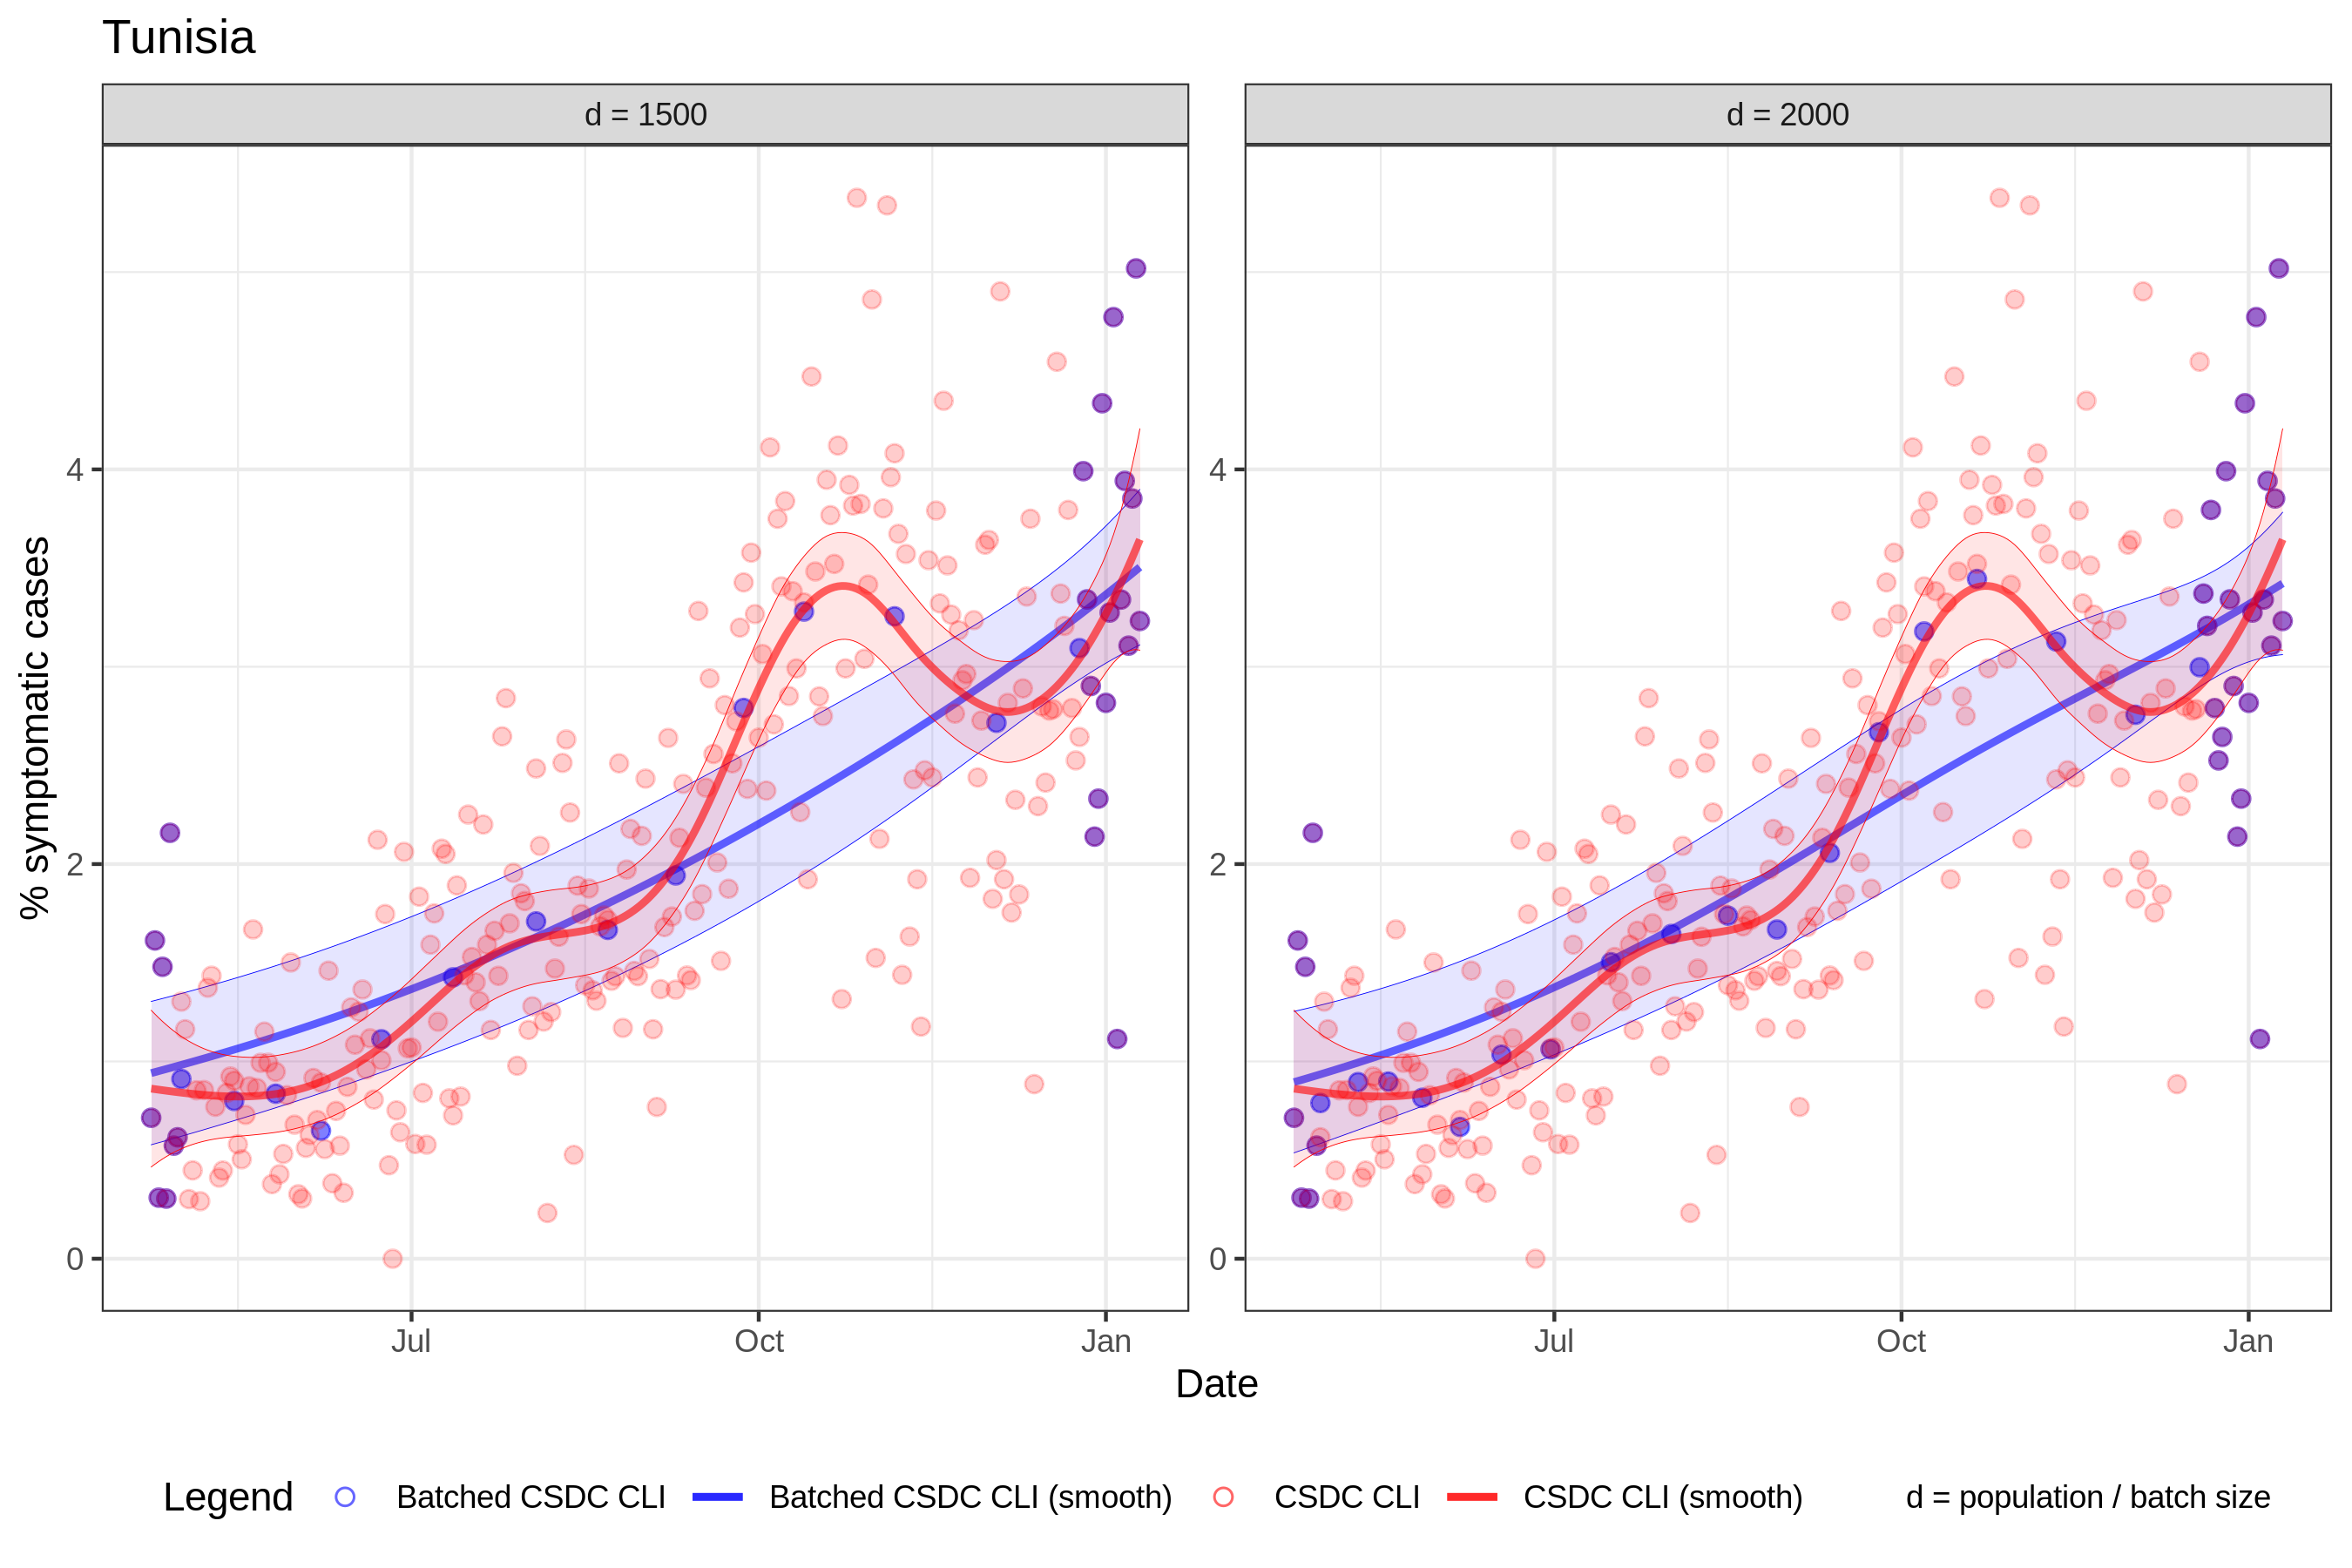 Tunisia
d = 1500
d = 2000
% symptomatic cases
4
2
0
4
2
0
Jul
Oct
Jan
Jul
Oct
Jan
Date
Legend
Batched CSDC CLI
Batched CSDC CLI (smooth)
CSDC CLI
CSDC CLI (smooth)
d = population / batch size